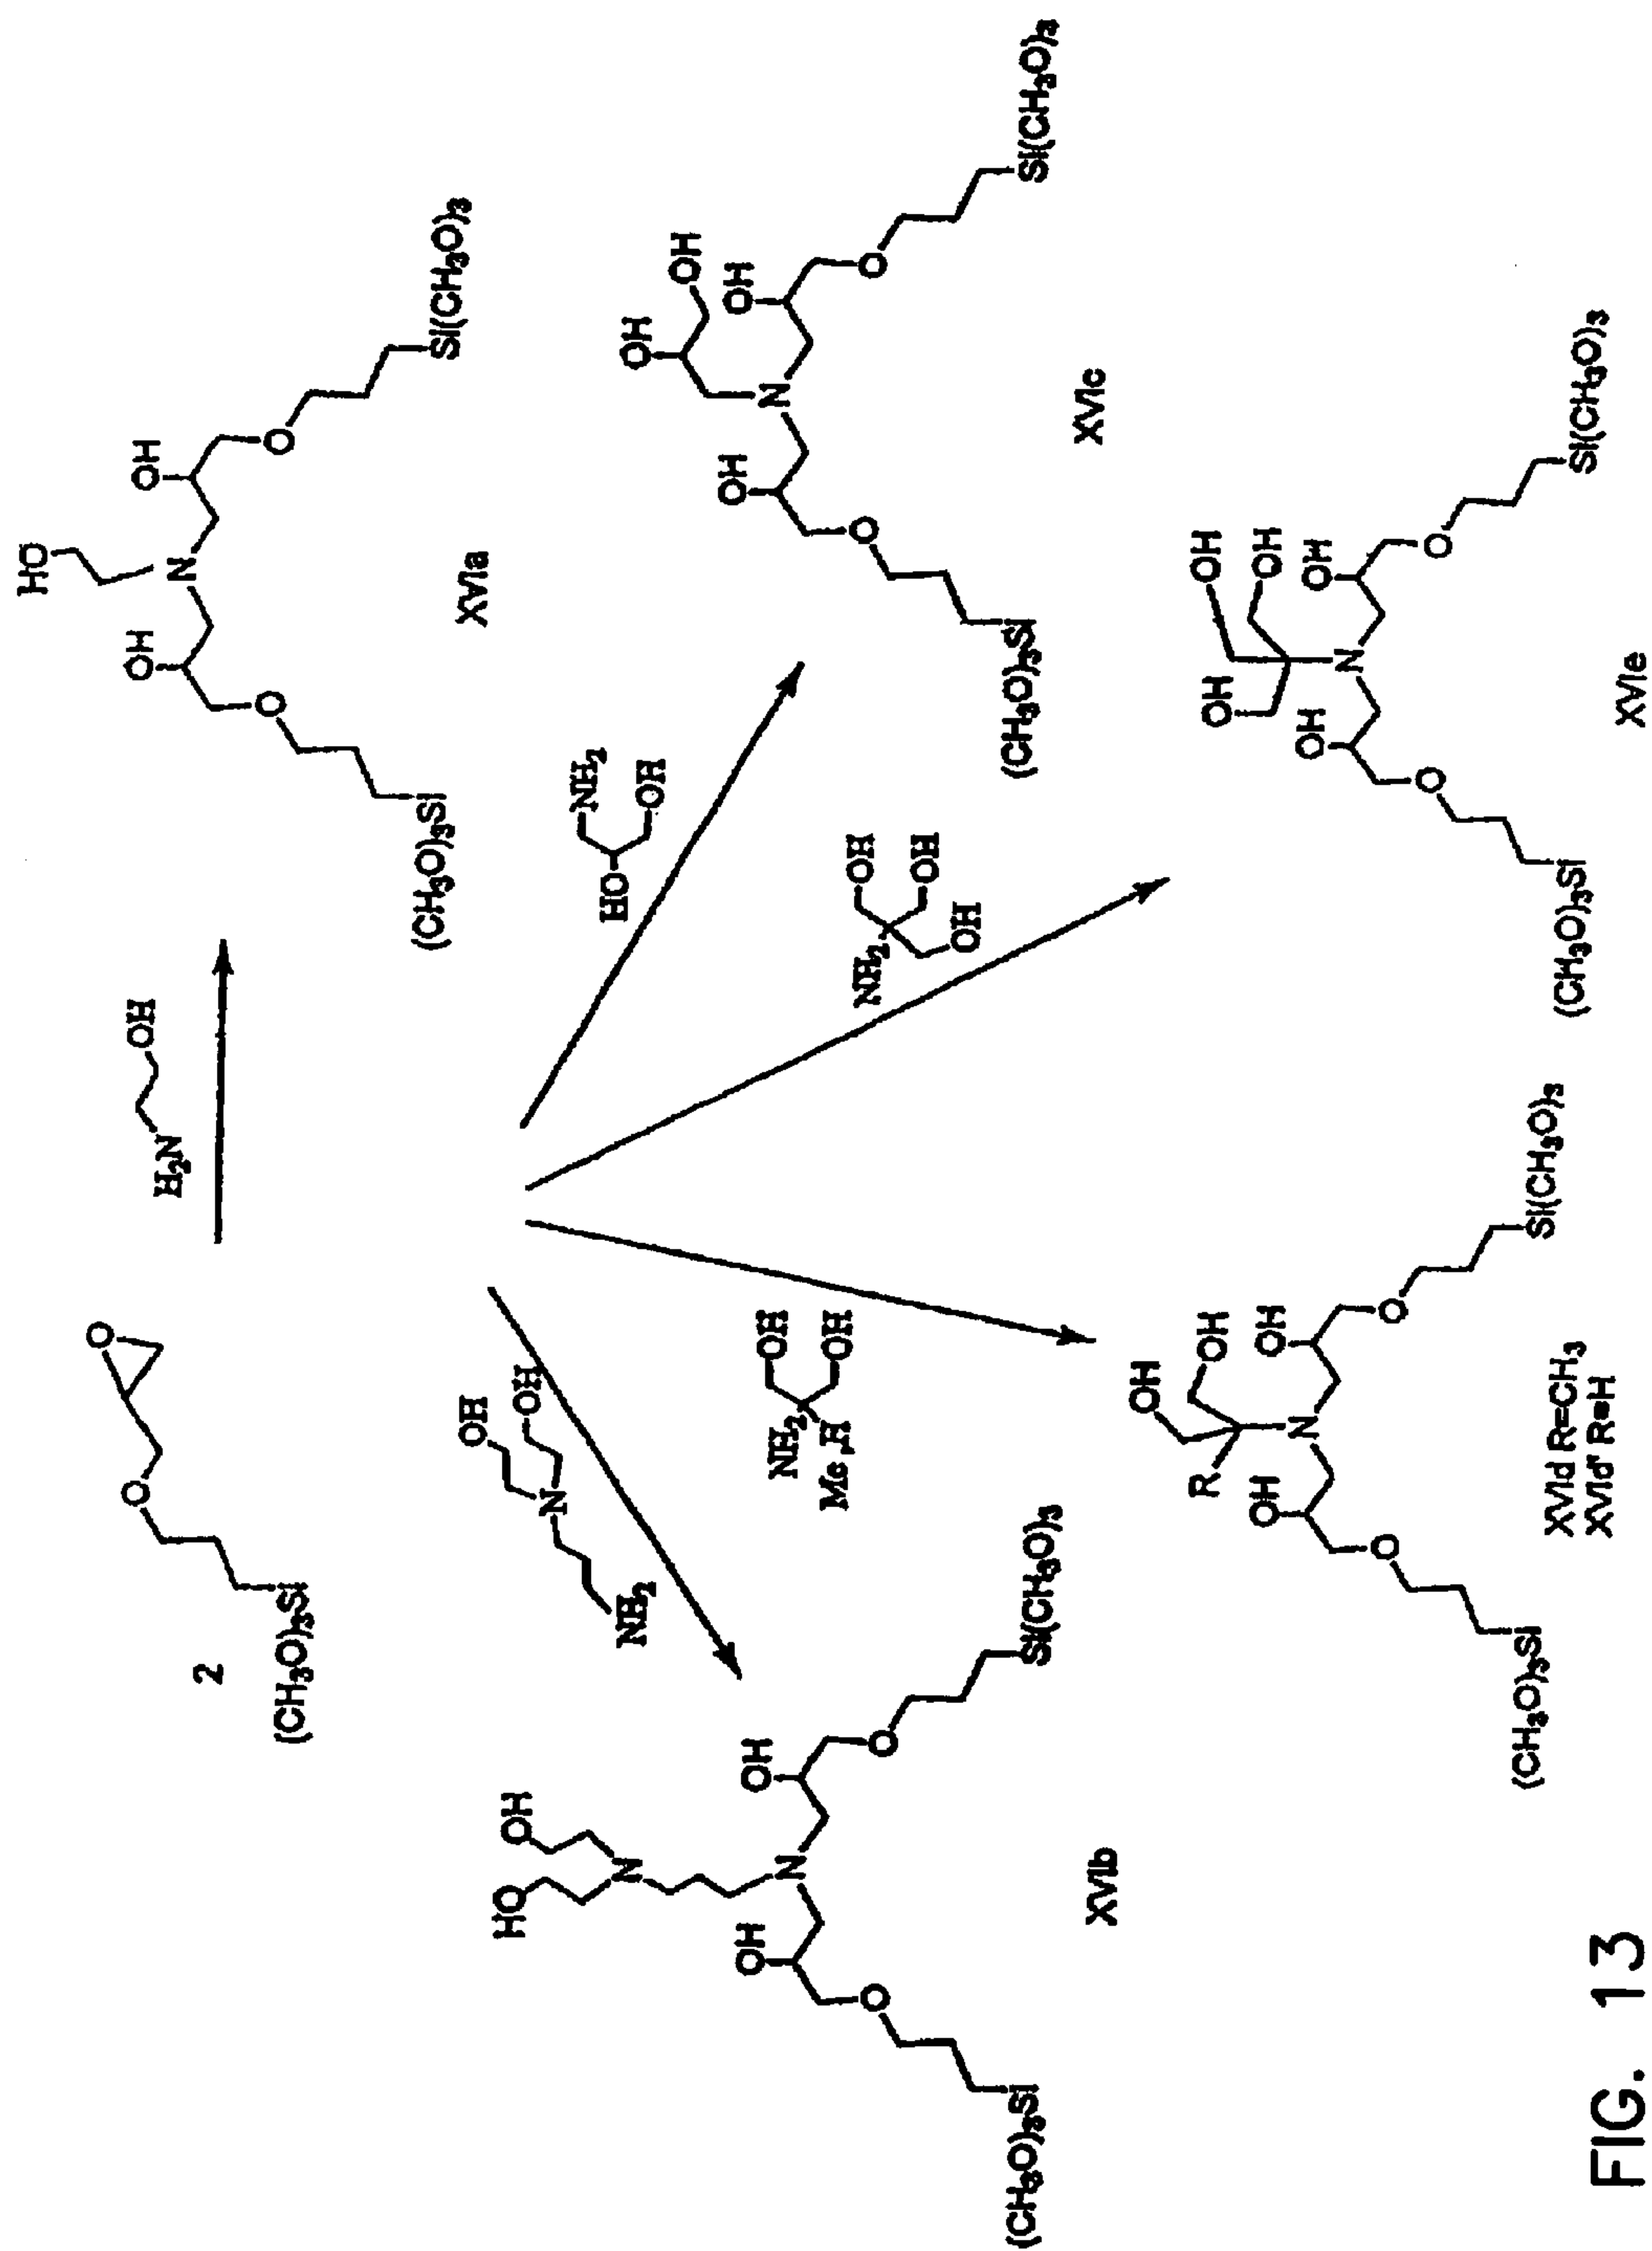 (CH₃O)₃Si
O
O
2
H₂N
OH
HO
N
OH
OH
O
O
(CH₃O)₃Si
Si(CH₃O)₃
XVIa
NH₂
N
OH
OH
NH₂
Me,H
OH
OH
NH₂
OH
OH
OH
HO
NH₂
OH
HO
OH
N
N
OH
OH
O
O
(CH₃O)₃Si
Si(CH₃O)₃
XVIb
OH
OH
OH
OH
N
O
O
(CH₃O)₃Si
Si(CH₃O)₃
XVIc
R
OH
OH
OH
OH
N
O
O
(CH₃O)₃Si
Si(CH₃O)₃
XVId R=CH₃
XVId' R=H
OH
OH
OH
OH
OH
N
O
O
(CH₃O)₃Si
Si(CH₃O)₃
XVIe
FIG. 13